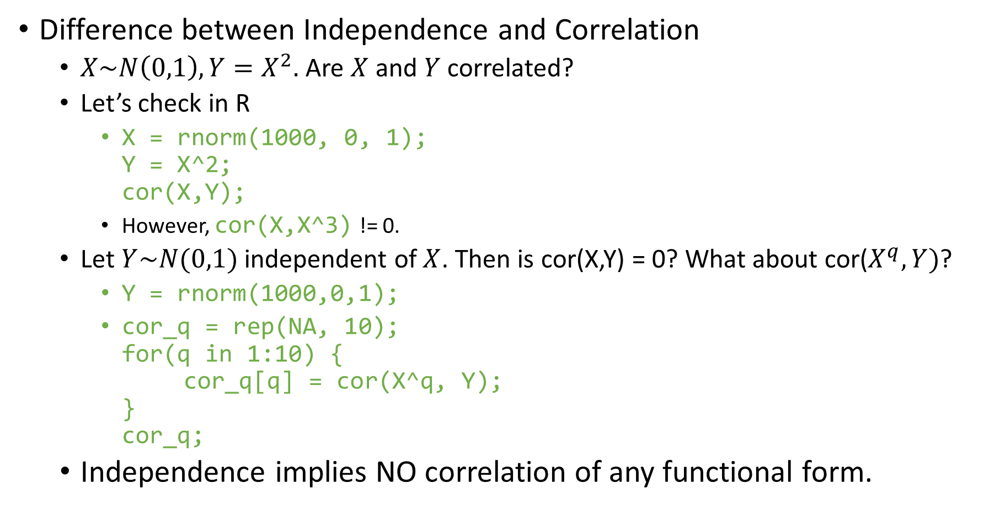 • Difference between Independence and Correlation
• X~N(0,1), Y = X². Are X and Y correlated?
• Let’s check in R
• X = rnorm(1000, 0, 1);
Y = X^2;
cor(X,Y);
• However, cor(X,X^3) != 0.
• Let Y~N(0,1) independent of X. Then is cor(X,Y) = 0? What about cor(X^q, Y)?
• Y = rnorm(1000,0,1);
• cor_q = rep(NA, 10);
for(q in 1:10) {
cor_q[q] = cor(X^q, Y);
}
cor_q;
• Independence implies NO correlation of any functional form.